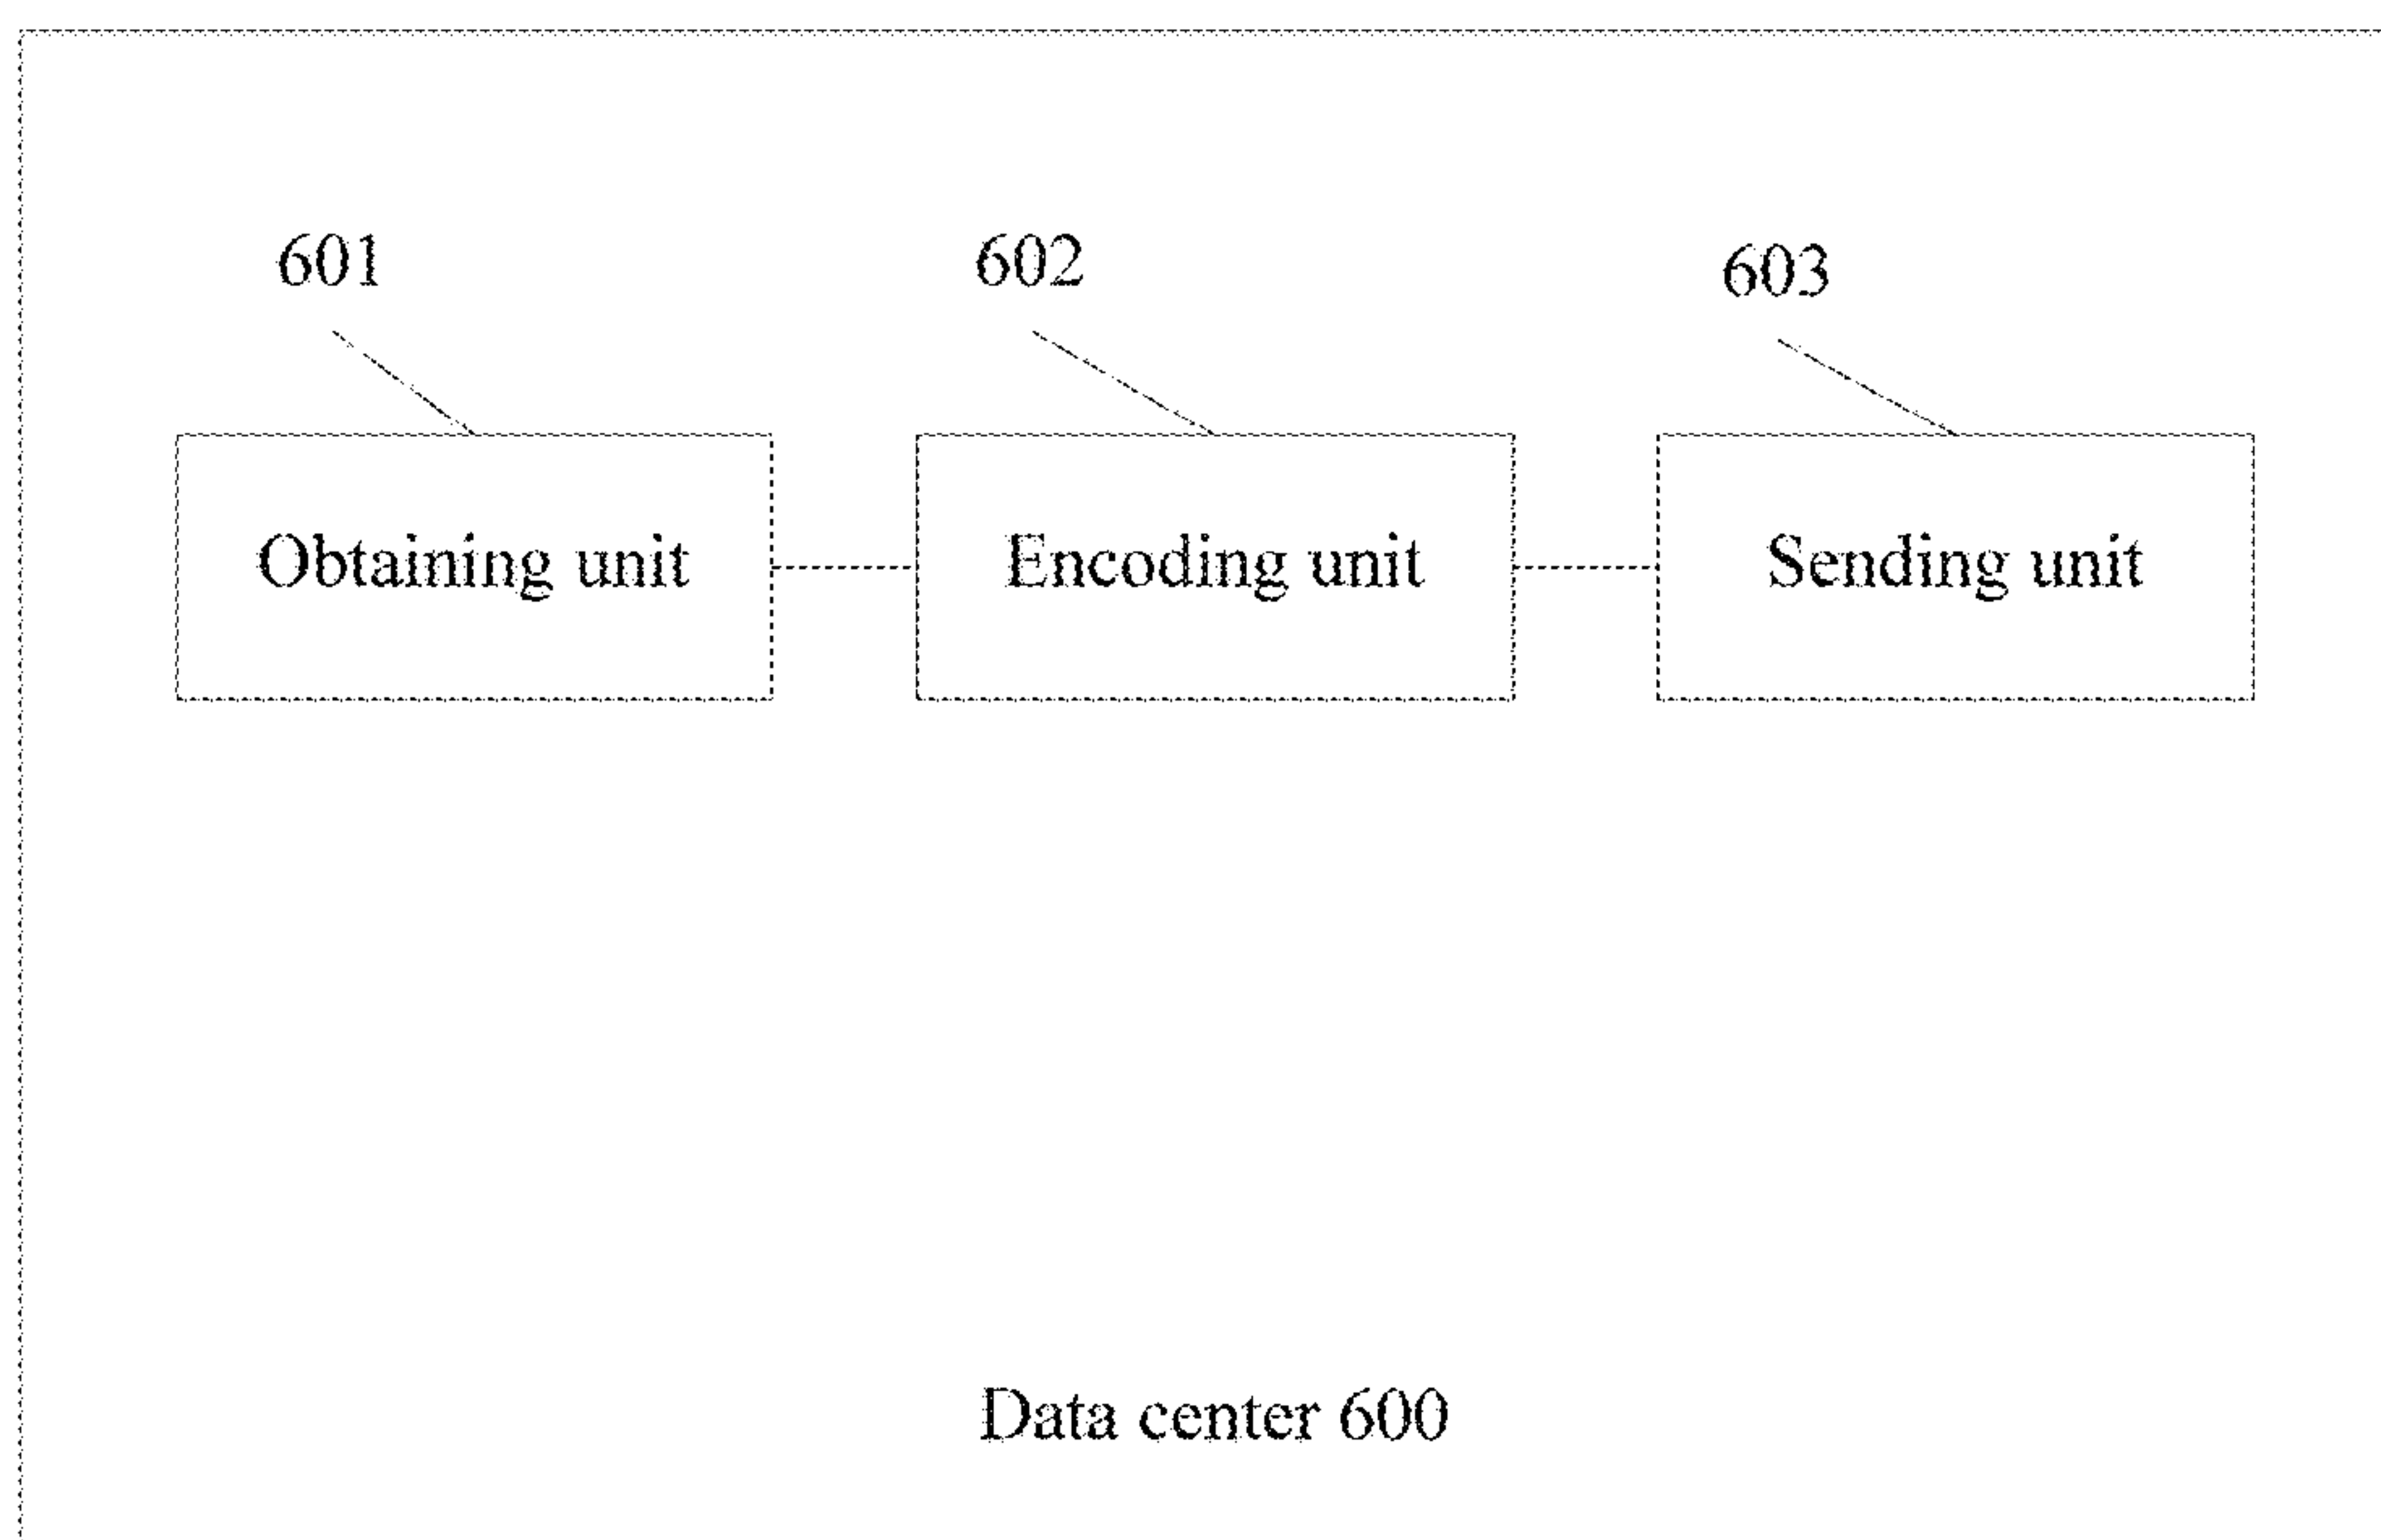 601
602
603
Obtaining unit
Encoding unit
Sending unit
Data center 600